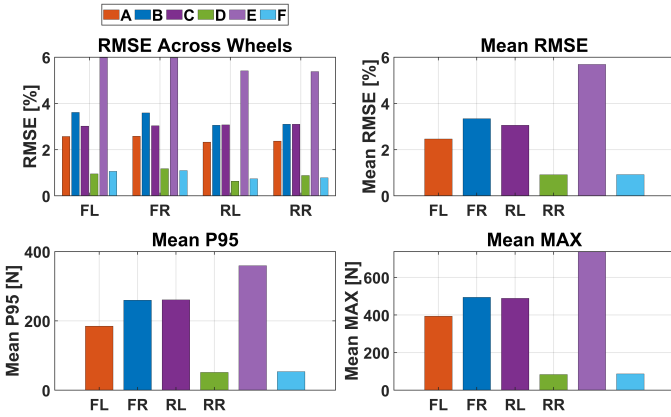 A B C D E F
RMSE Across Wheels
RMSE [%]
6
4
2
0
FL FR RL RR
Mean RMSE
Mean RMSE [%]
6
4
2
0
FL FR RL RR
Mean P95
Mean P95 [N]
400
200
0
FL FR RL RR
Mean MAX
Mean MAX [N]
600
400
200
0
FL FR RL RR